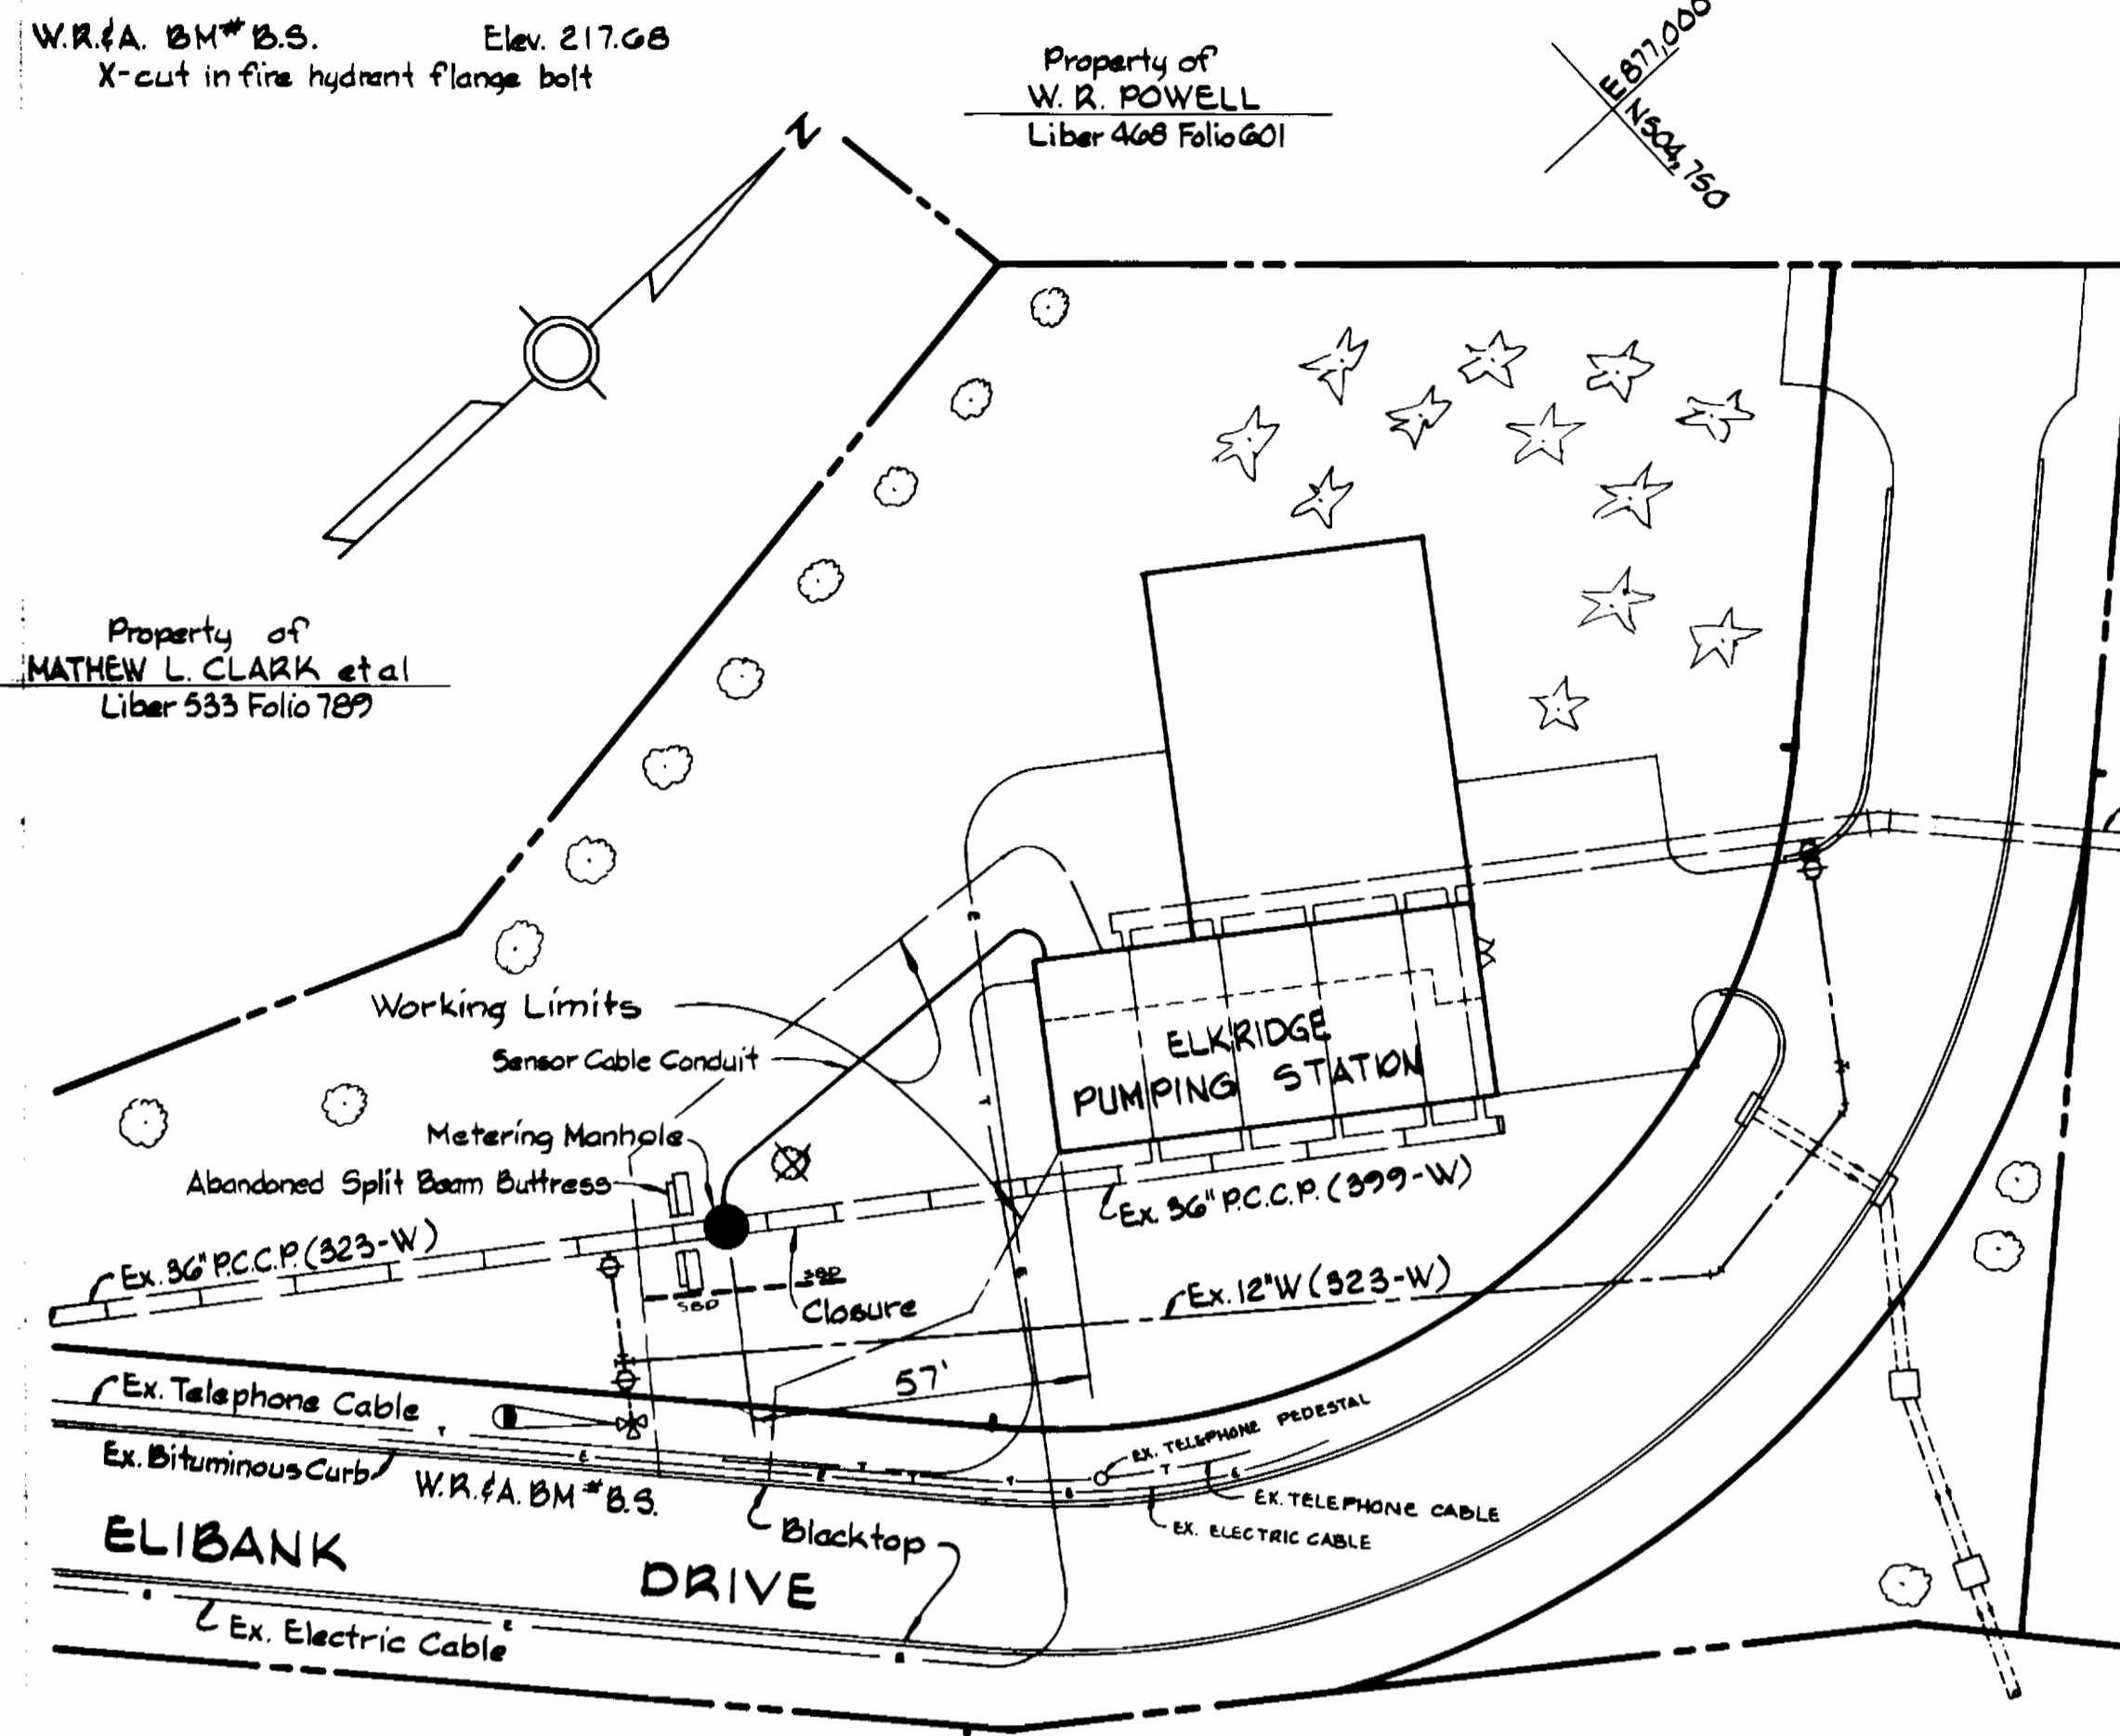 W.R.&A. BM# B.S. Elev. 217.68
X-cut in fire hydrant flange bolt
Property of
W. R. POWELL
Liber 468 Folio 601
E 877,000
N504,750
N
Property of
MATHEW L. CLARK et al
Liber 533 Folio 789
Working Limits
Sensor Cable Conduit
ELKRIDGE
PUMPING STATION
Metering Manhole
Abandoned Split Beam Buttress
Ex. 36" P.C.C.P. (323-W)
Ex. 36" P.C.C.P. (399-W)
SBD
SBD
Closure
Ex. 12" W (323-W)
57'
Ex. Telephone Cable
T
E
E
T
T
T
E
T
E
T
E
EX. TELEPHONE PEDESTAL
Ex. Bituminous Curb
W.R.&A. BM# B.S.
EX. TELEPHONE CABLE
EX. ELECTRIC CABLE
Blacktop
ELIBANK DRIVE
E
E
E
Ex. Electric Cable